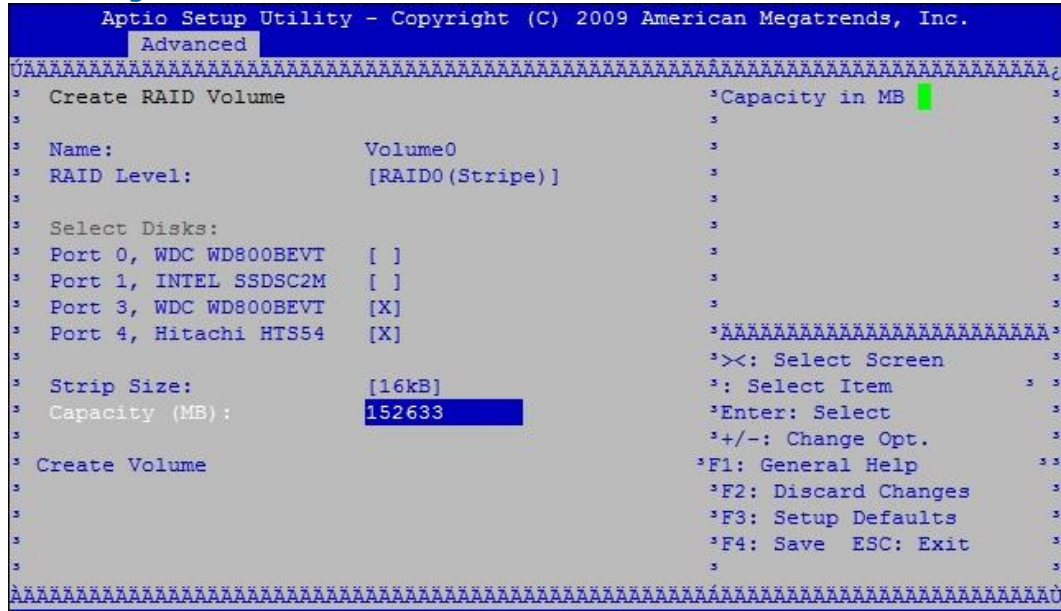 Aptio Setup Utility - Copyright (C) 2009 American Megatrends, Inc.
Advanced
Create RAID Volume
Capacity in MB
Name: Volume0
RAID Level: [RAID0(Stripe)]
Select Disks:
Port 0, WDC WD800BEVT [ ]
Port 1, INTEL SSDSC2M [ ]
Port 3, WDC WD800BEVT [X]
Port 4, Hitachi HTS54 [X]
Strip Size: [16kB]
Capacity (MB): 152633
Create Volume
><: Select Screen
: Select Item
Enter: Select
+/-: Change Opt.
F1: General Help
F2: Discard Changes
F3: Setup Defaults
F4: Save ESC: Exit